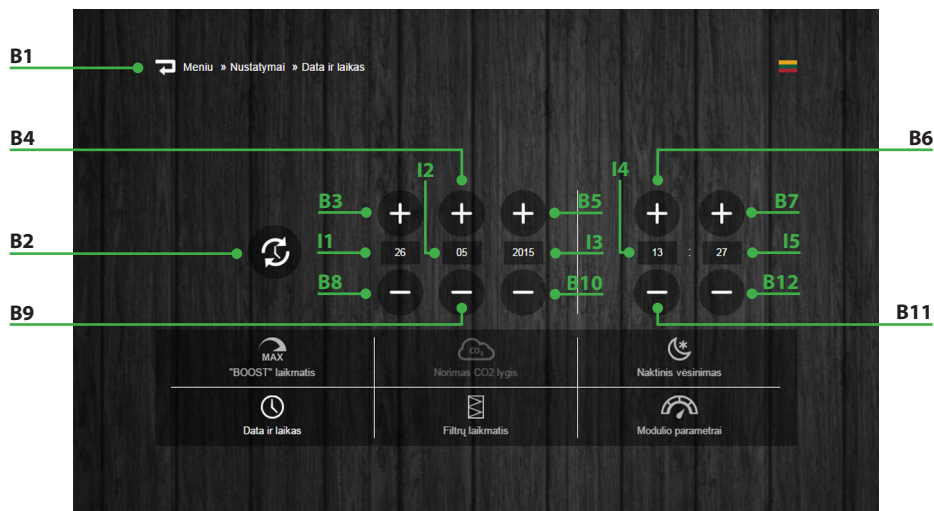 B1
Meniu » Nustatymai » Data ir laikas
B4
B6
I2
I4
B3
B5
B7
B2
I1
26
05
2015
I3
13 : 27
I5
B8
B10
B12
B9
B11
MAX
"BOOST" laikmatis
CO₂
Norimas CO2 lygis
Naktinis vėsinimas
Data ir laikas
Filtrų laikmatis
Modulio parametrai